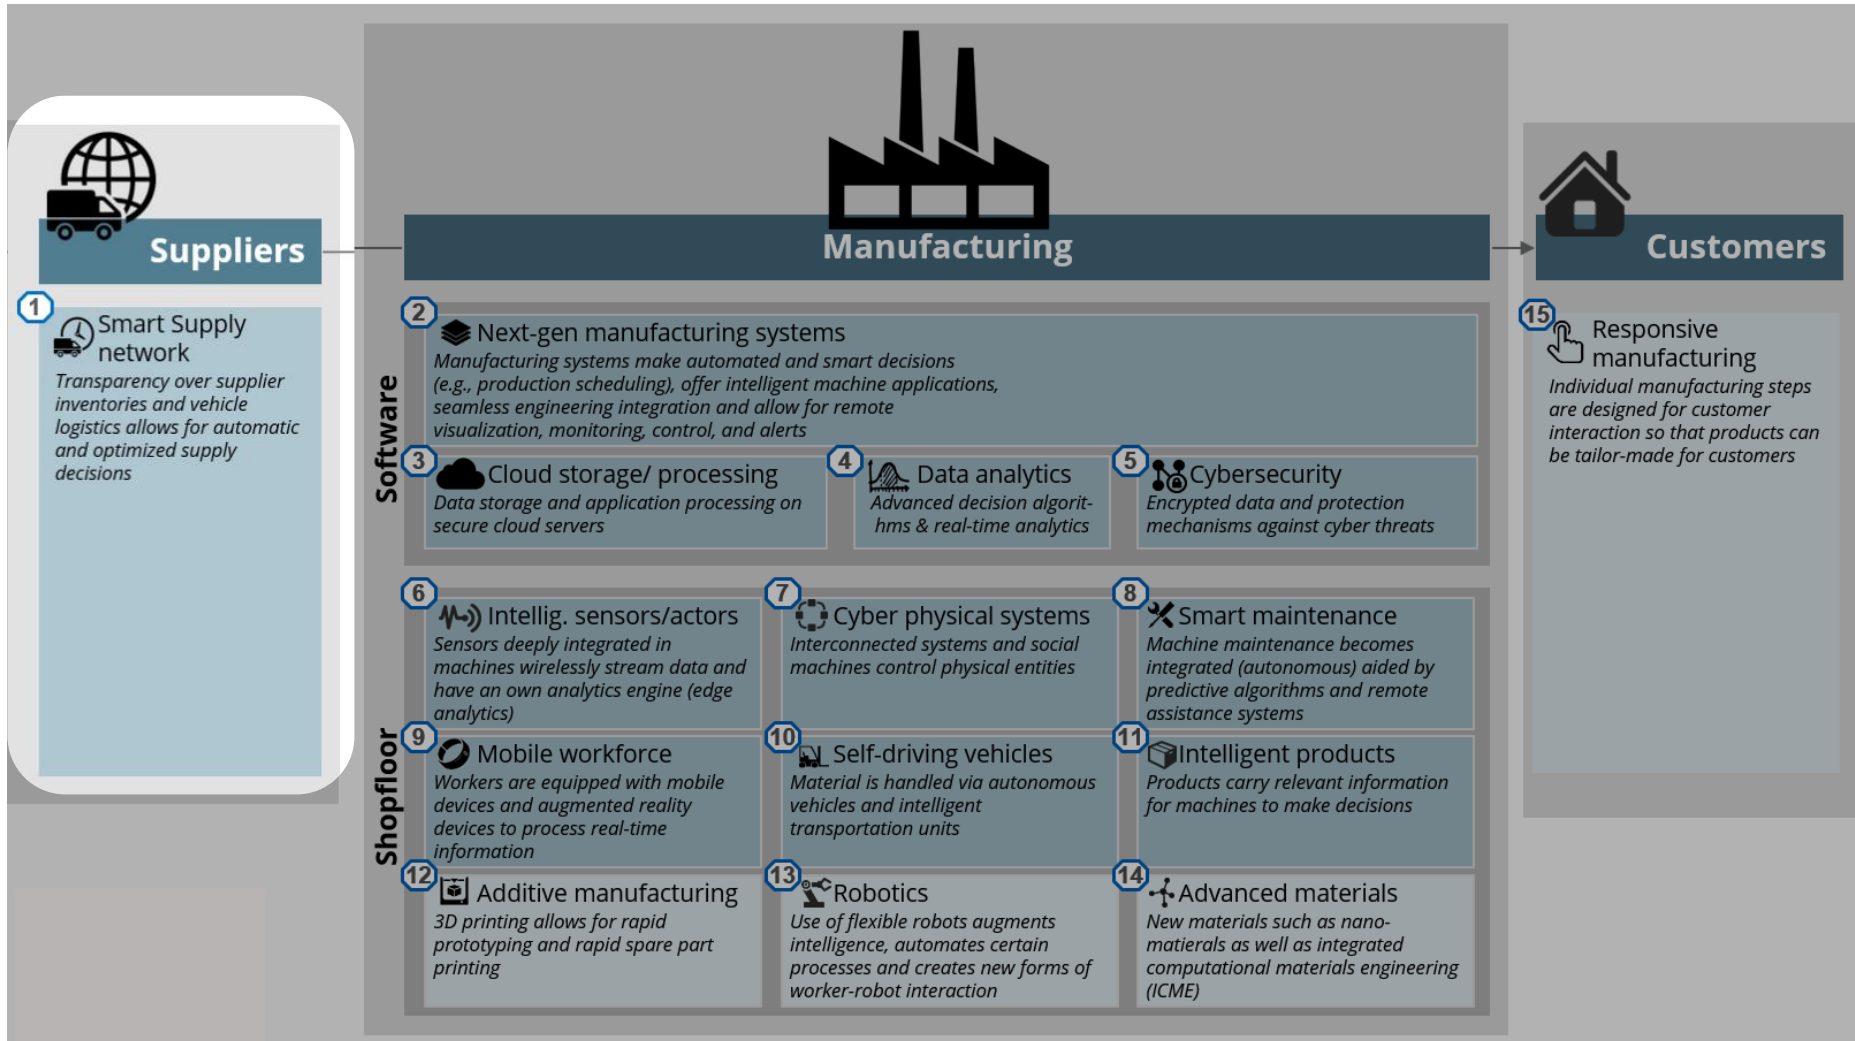 Suppliers
1
Smart Supply
network
Transparency over supplier
inventories and vehicle
logistics allows for automatic
and optimized supply
decisions
Manufacturing
Software
2
Next-gen manufacturing systems
Manufacturing systems make automated and smart decisions
(e.g., production scheduling), offer intelligent machine applications,
seamless engineering integration and allow for remote
visualization, monitoring, control, and alerts
3
Cloud storage/ processing
Data storage and application processing on
secure cloud servers
4
Data analytics
Advanced decision algorit-
hms & real-time analytics
5
Cybersecurity
Encrypted data and protection
mechanisms against cyber threats
Shopfloor
6
Intellig. sensors/actors
Sensors deeply integrated in
machines wirelessly stream data and
have an own analytics engine (edge
analytics)
7
Cyber physical systems
Interconnected systems and social
machines control physical entities
8
Smart maintenance
Machine maintenance becomes
integrated (autonomous) aided by
predictive algorithms and remote
assistance systems
9
Mobile workforce
Workers are equipped with mobile
devices and augmented reality
devices to process real-time
information
10
Self-driving vehicles
Material is handled via autonomous
vehicles and intelligent
transportation units
11
Intelligent products
Products carry relevant information
for machines to make decisions
12
Additive manufacturing
3D printing allows for rapid
prototyping and rapid spare part
printing
13
Robotics
Use of flexible robots augments
intelligence, automates certain
processes and creates new forms of
worker-robot interaction
14
Advanced materials
New materials such as nano-
matierals as well as integrated
computational materials engineering
(ICME)
Customers
15
Responsive
manufacturing
Individual manufacturing steps
are designed for customer
interaction so that products can
be tailor-made for customers